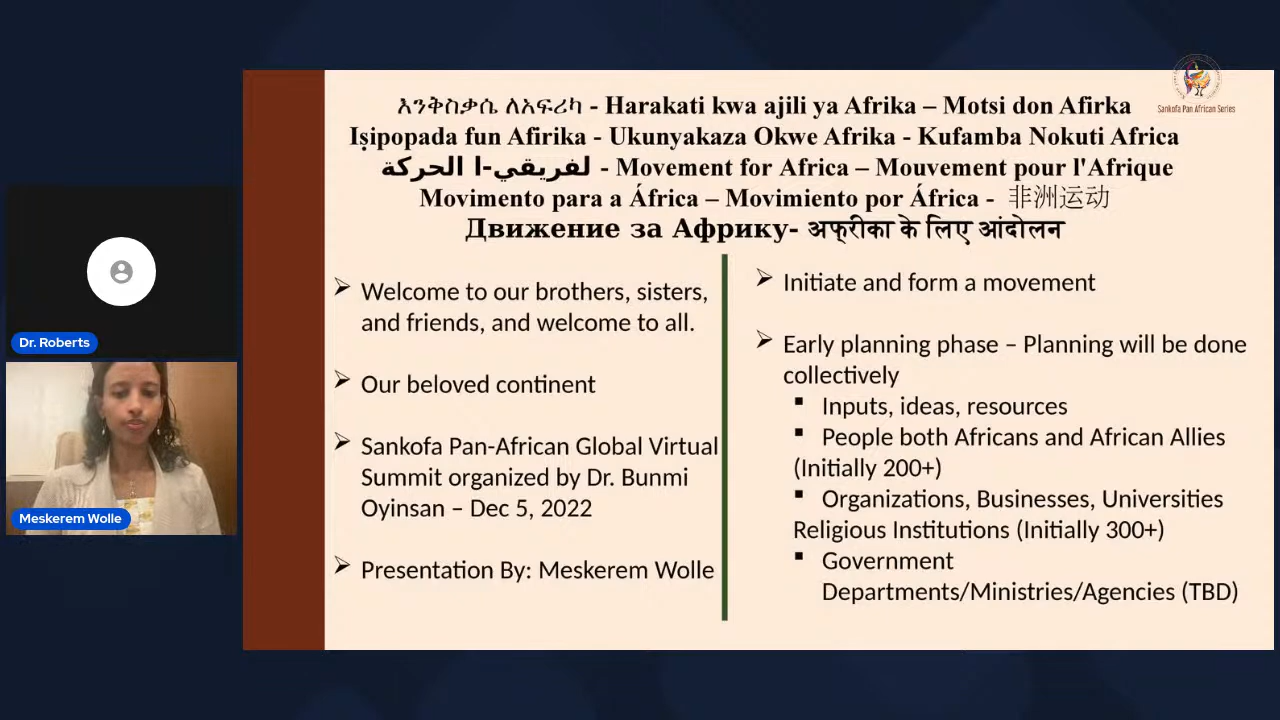 Sankofa Pan African Series
እንቅስቃሴ ለአፍሪካ - Harakati kwa ajili ya Afrika – Motsi don Afirka
Iṣipopada fun Afirika - Ukunyakaza Okwe Afrika - Kufamba Nokuti Africa
لفريقي-ا الحركة - Movement for Africa – Mouvement pour l'Afrique
Movimento para a África – Movimiento por África - 非洲运动
Движение за Африку- अफ्रीका के लिए आंदोलन
➢ Welcome to our brothers, sisters,
and friends, and welcome to all.
➢ Our beloved continent
➢ Sankofa Pan-African Global Virtual
Summit organized by Dr. Bunmi
Oyinsan – Dec 5, 2022
➢ Presentation By: Meskerem Wolle
➢ Initiate and form a movement
➢ Early planning phase – Planning will be done
collectively
▪ Inputs, ideas, resources
▪ People both Africans and African Allies
(Initially 200+)
▪ Organizations, Businesses, Universities
Religious Institutions (Initially 300+)
▪ Government
Departments/Ministries/Agencies (TBD)
Dr. Roberts
Meskerem Wolle